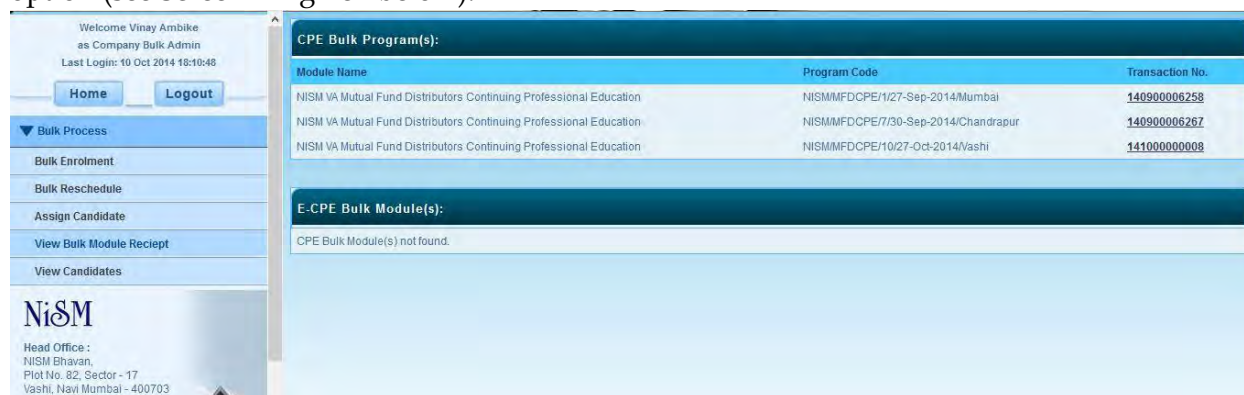 Welcome Vinay Ambike
as Company Bulk Admin
Last Login: 10 Oct 2014 18:10:48
Home Logout
Bulk Process
Bulk Enrolment
Bulk Reschedule
Assign Candidate
View Bulk Module Reciept
View Candidates
NiSM
Head Office :
NISM Bhavan,
Plot No. 82, Sector - 17
Vashi, Navi Mumbai - 400703
CPE Bulk Program(s):
Module Name Program Code Transaction No.
NISM VA Mutual Fund Distributors Continuing Professional Education NISM/MFDCPE/1/27-Sep-2014/Mumbai 140900006258
NISM VA Mutual Fund Distributors Continuing Professional Education NISM/MFDCPE/7/30-Sep-2014/Chandrapur 140900006267
NISM VA Mutual Fund Distributors Continuing Professional Education NISM/MFDCPE/10/27-Oct-2014/Vashi 141000000008
E-CPE Bulk Module(s):
CPE Bulk Module(s) not found.